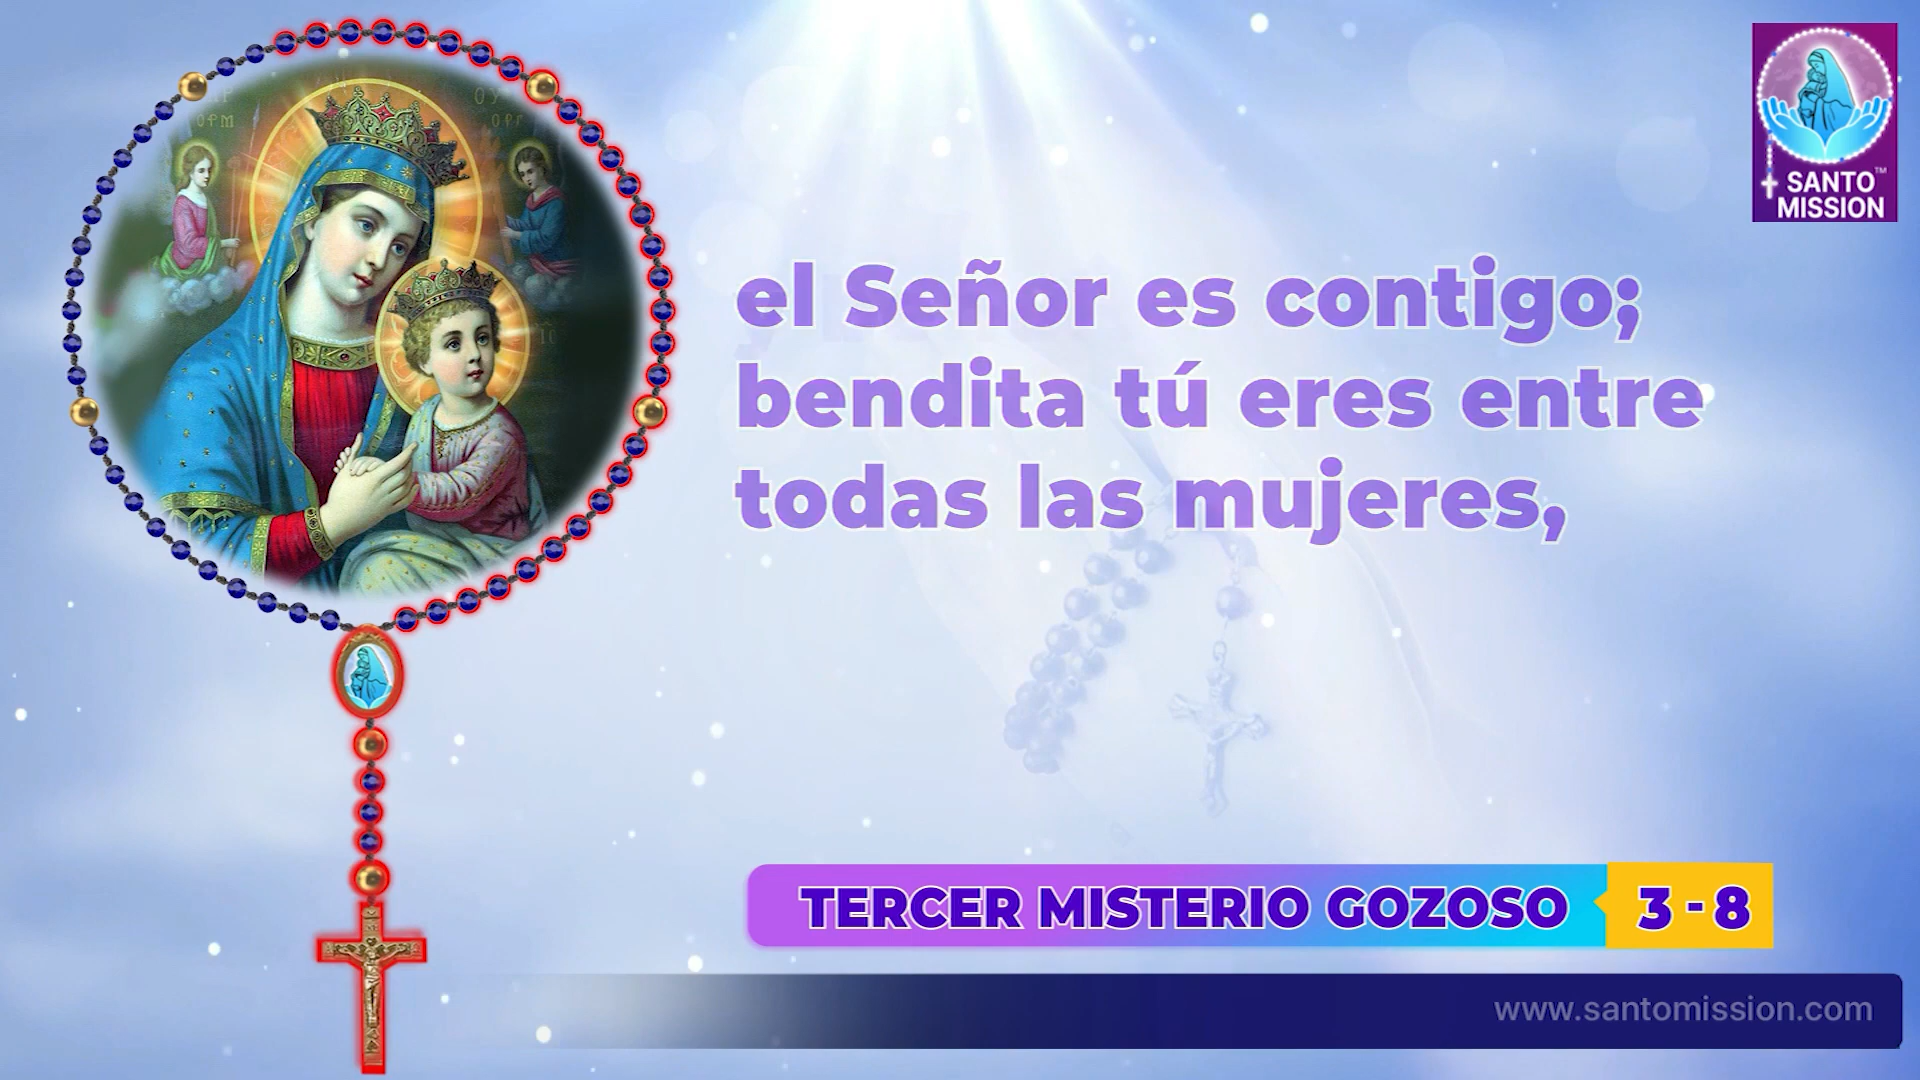 SANTO™
MISSION
el Señor es contigo;
bendita tú eres entre
todas las mujeres,
TERCER MISTERIO GOZOSO 3 - 8
www.santomission.com